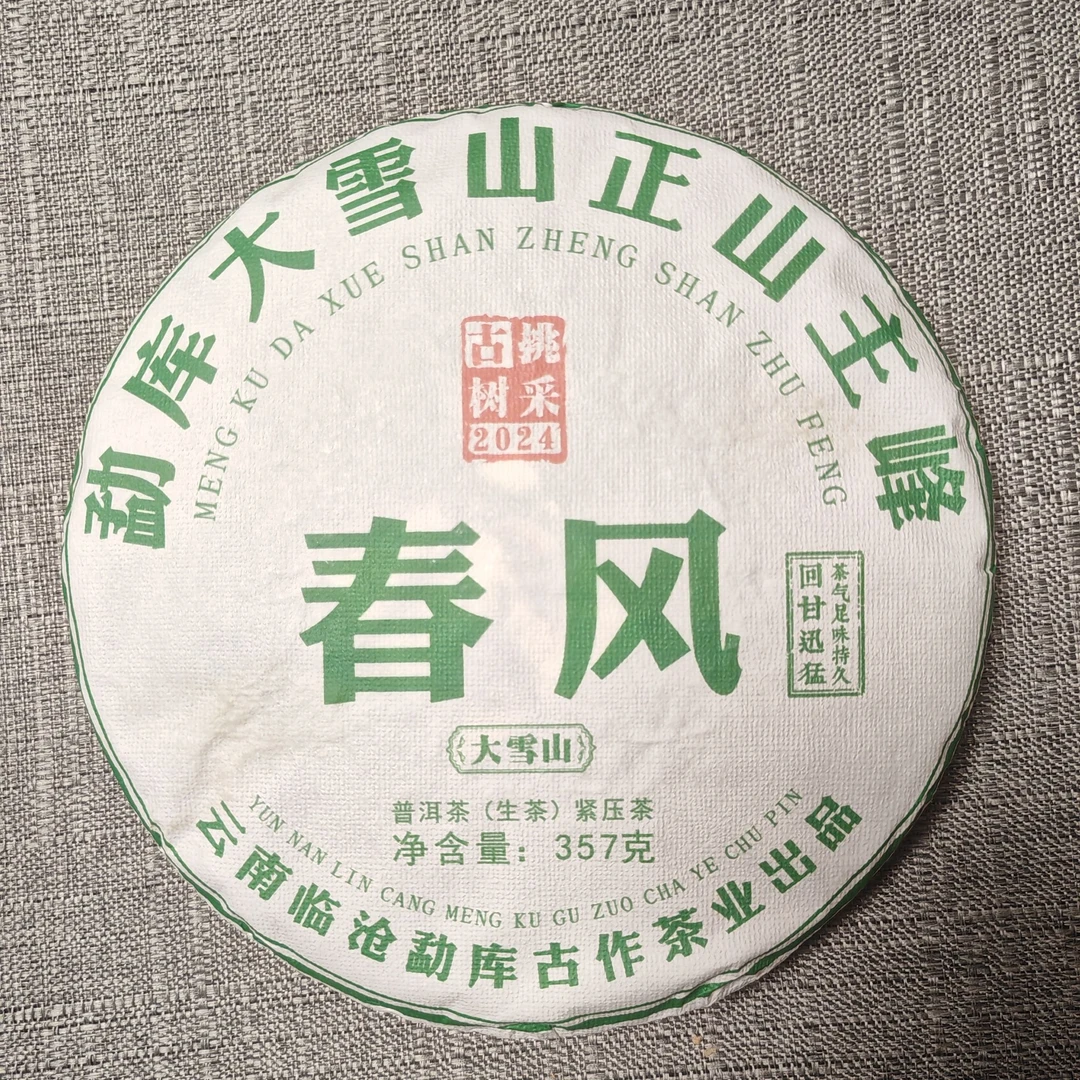 勐库大雪山正山主峰
MENG KU DA XUE SHAN ZHENG SHAN ZHU FENG
挑采
古树
2024
春风
茶气足味持久
回甘迅猛
大雪山
普洱茶（生茶）紧压茶
净含量：357克
YUN NAN LIN CANG MENG KU GU ZUO CHA YE CHU PIN
云南临沧勐库古作茶业出品